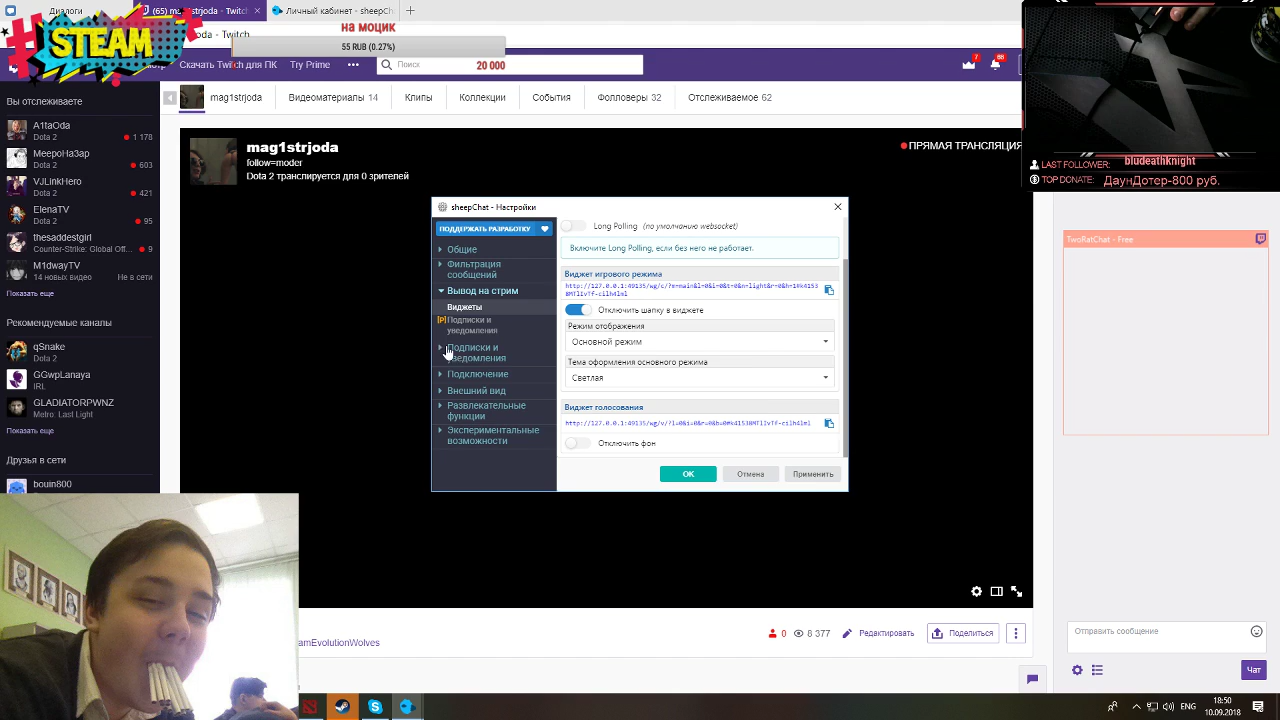 Личный кабинет - sheepC
se - Twitch
#STEAM
на моцик
55 RUB (0.27%)
20 000
Скачать Twitch для ПК
Try Prime
Поиск
7
88
Вы отслеживаете
A1taOda
Dota 2
1 178
MeepoHa3ap
Dota 2
603
VJLinkHero
Dota 2
421
ElenaTV
Dota 2
95
thesaddestgirl
Counter-Strike: Global Off...
9
M1dwayTV
14 новых видео
Не в сети
Показать еще
Рекомендуемые каналы
qSnake
Dota 2
GGwpLanaya
IRL
GLADIATORPWNZ
Metro: Last Light
Показать еще
Друзья в сети
bouin800
Dota 2
mag1strjoda
Видеоматериалы 14
Клипы
Коллекции
События
Фолловеры 32
Отслеживаемое 62
mag1strjoda
follow=moder
Dota 2 транслируется для 0 зрителей
ПРЯМАЯ ТРАНСЛЯЦИЯ
sheepChat - Настройки
ПОДДЕРЖАТЬ РАЗРАБОТКУ
Общие
Фильтрация
сообщений
Вывод на стрим
Виджеты
[P] Подписки и
уведомления
Подписки и
уведомления
Подключение
Внешний вид
Развлекательные
функции
Экспериментальные
возможности
Long Polling (по умолчанию websocket)
Включите Long Polling, если без него не работает.
Виджет игрового режима
Отключить шапку в виджете
Режим отображения
Основной режим
Тема оформления основного режима
Светлая
Виджет голосования
Отключить фон
ОК
Отмена
Применить
0
8 377
Редактировать
Поделиться
amEvolutionWolves
LAST FOLLOWER:
bludeathknight
TOP DONATE:
ДаунДотер-800 руб.
TwoRatChat - Free
Отправить сообщение
Чат
ENG
18:50
10.09.2018